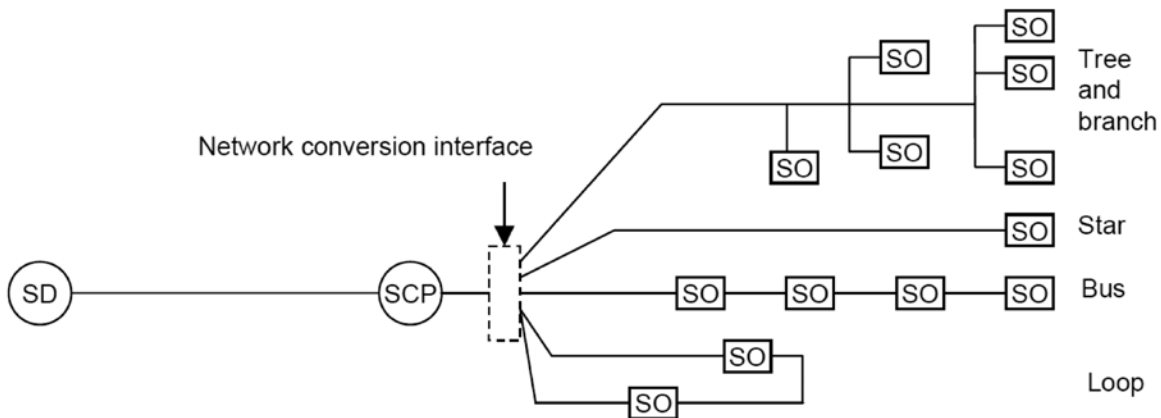 SO
SO
Tree
SO
and
branch
Network conversion interface
SO
SO
SO
SO
Star
SD
SCP
SO
SO
SO
SO
Bus
SO
Loop
SO